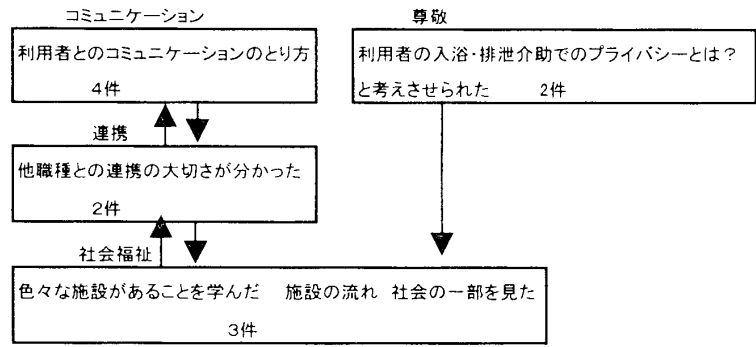 コミュニケーション
利用者とのコミュニケーションのとり方
4件
尊敬
利用者の入浴・排泄介助でのプライバシーとは?
と考えさせられた 2件
連携
他職種との連携の大切さが分かった
2件
社会福祉
色々な施設があることを学んだ 施設の流れ 社会の一部を見た
3件